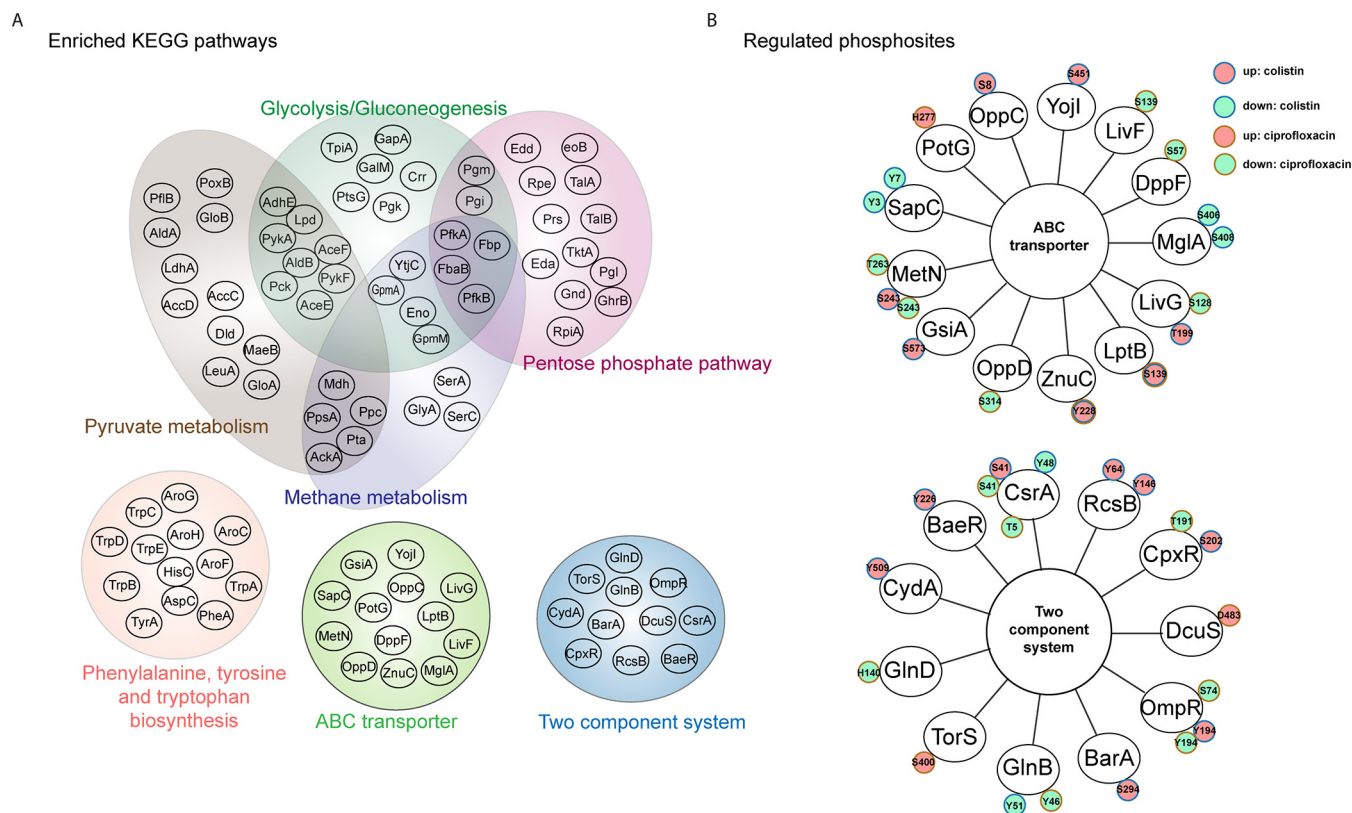 A
Enriched KEGG pathways
Glycolysis/Gluconeogenesis
TpiA
GapA
GalM
Crr
PtsG
Pgk
Pgm
Pgi
Edd
eoB
Rpe
TalA
Prs
TalB
TktA
Eda
Pgl
Gnd
GhrB
RpiA
Pentose phosphate pathway
PoxB
PflB
GloB
AldA
LdhA
AccC
AccD
Dld
MaeB
LeuA
GloA
Pyruvate metabolism
AdhE
Lpd
PykA
AceF
AldB
PykF
Pck
AceE
PfkA
Fbp
FbaB
PfkB
YtjC
GpmA
Eno
GpmM
Mdh
PpsA
Ppc
Pta
AckA
SerA
GlyA
SerC
Methane metabolism
AroG
TrpC
AroC
TrpD
AroH
TrpE
HisC
AroF
TrpB
TrpA
AspC
PheA
TyrA
Phenylalanine, tyrosine
and tryptophan
biosynthesis
YojI
GsiA
OppC
LivG
SapC
PotG
LptB
MetN
DppF
LivF
OppD
ZnuC
MglA
ABC transporter
GlnD
TorS
GlnB
OmpR
CydA
BarA
DcuS
CsrA
CpxR
RcsB
BaeR
Two component system
B
Regulated phosphosites
up: colistin
down: colistin
up: ciprofloxacin
down: ciprofloxacin
ABC
transporter
S8
OppC
S451
YojI
S139
LivF
S57
DppF
S406
MglA
S408
LivG
S128
T199
LptB
S139
ZnuC
Y228
OppD
S314
GsiA
S573
MetN
T263
S243
S243
SapC
Y7
Y3
PotG
H277
Two
component
system
S41
Y48
S41
CsrA
T5
Y64
Y146
RcsB
T191
CpxR
S202
D483
DcuS
S74
OmpR
Y194
Y194
BarA
S294
GlnB
Y51
Y46
TorS
S400
GlnD
H140
Y509
CydA
Y226
BaeR